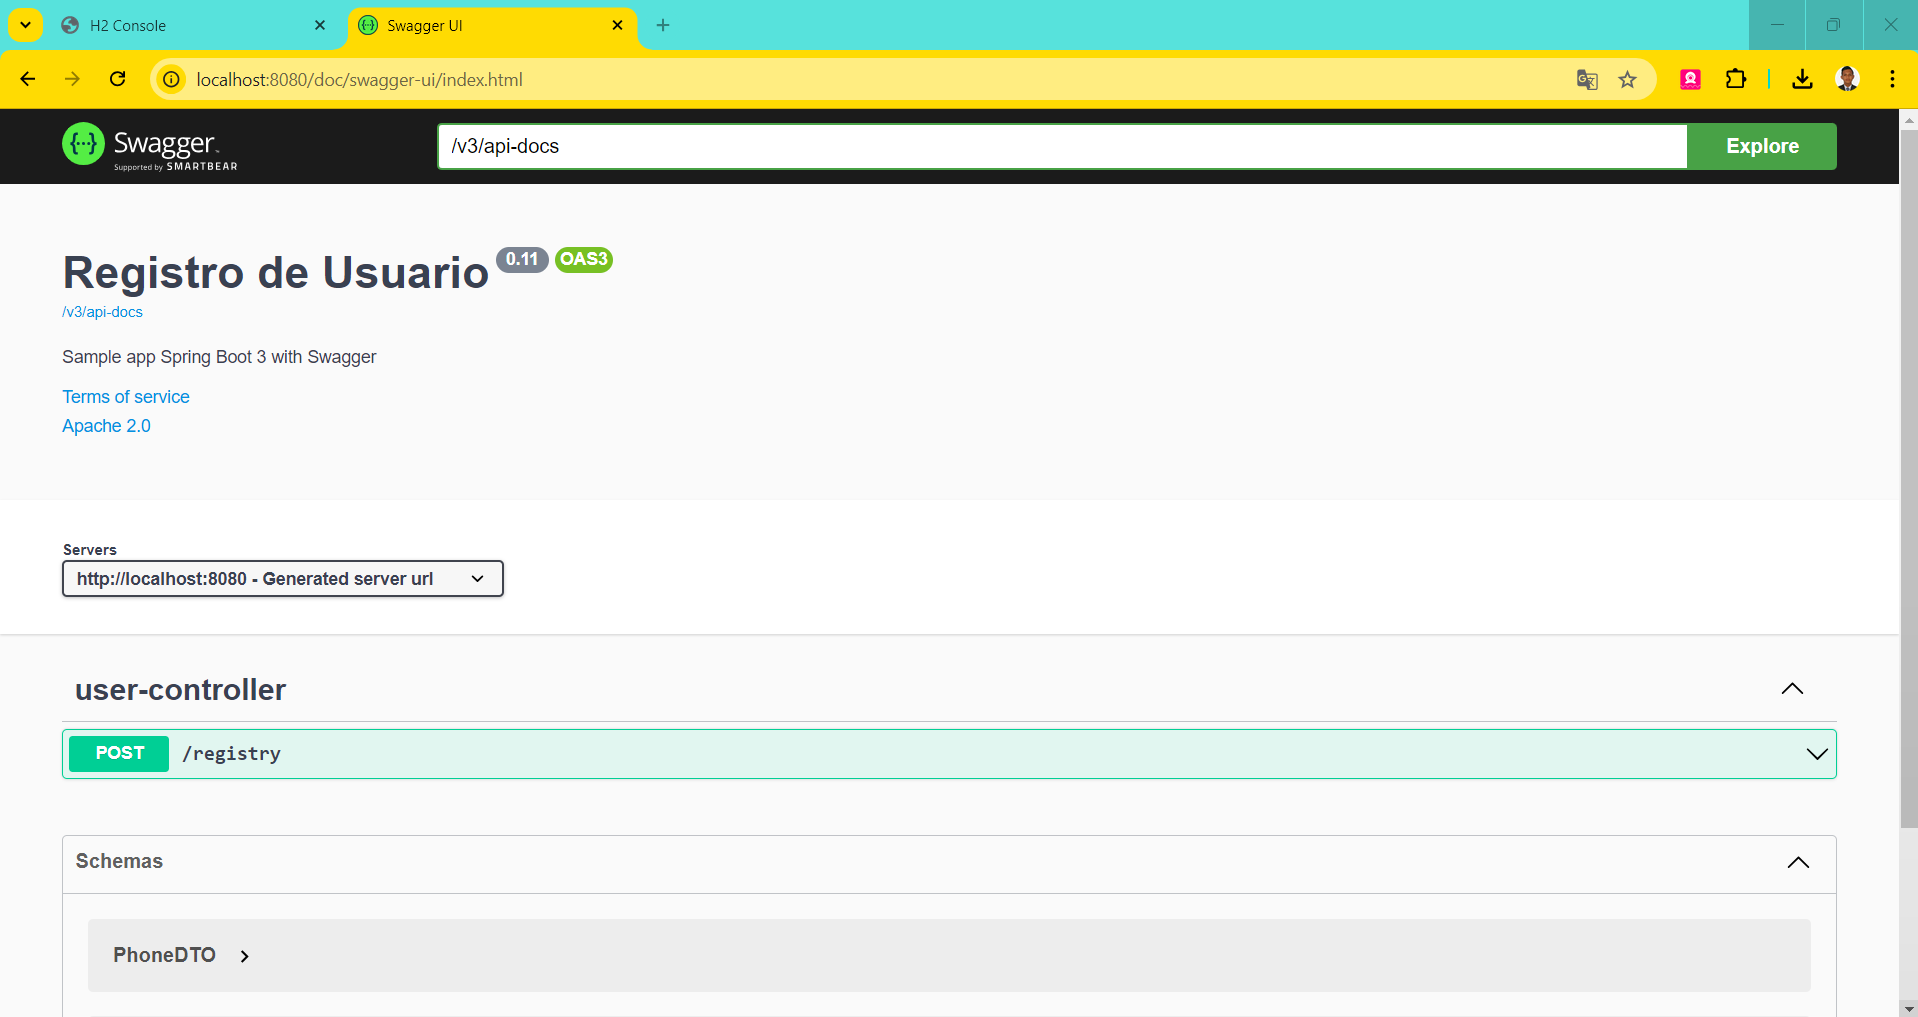 H2 Console
Swagger UI
localhost:8080/doc/swagger-ui/index.html
Swagger
Supported by SMARTBEAR
/v3/api-docs
Explore
Registro de Usuario 0.11 OAS3
/v3/api-docs
Sample app Spring Boot 3 with Swagger
Terms of service
Apache 2.0
Servers
http://localhost:8080 - Generated server url
user-controller
POST /registry
Schemas
PhoneDTO